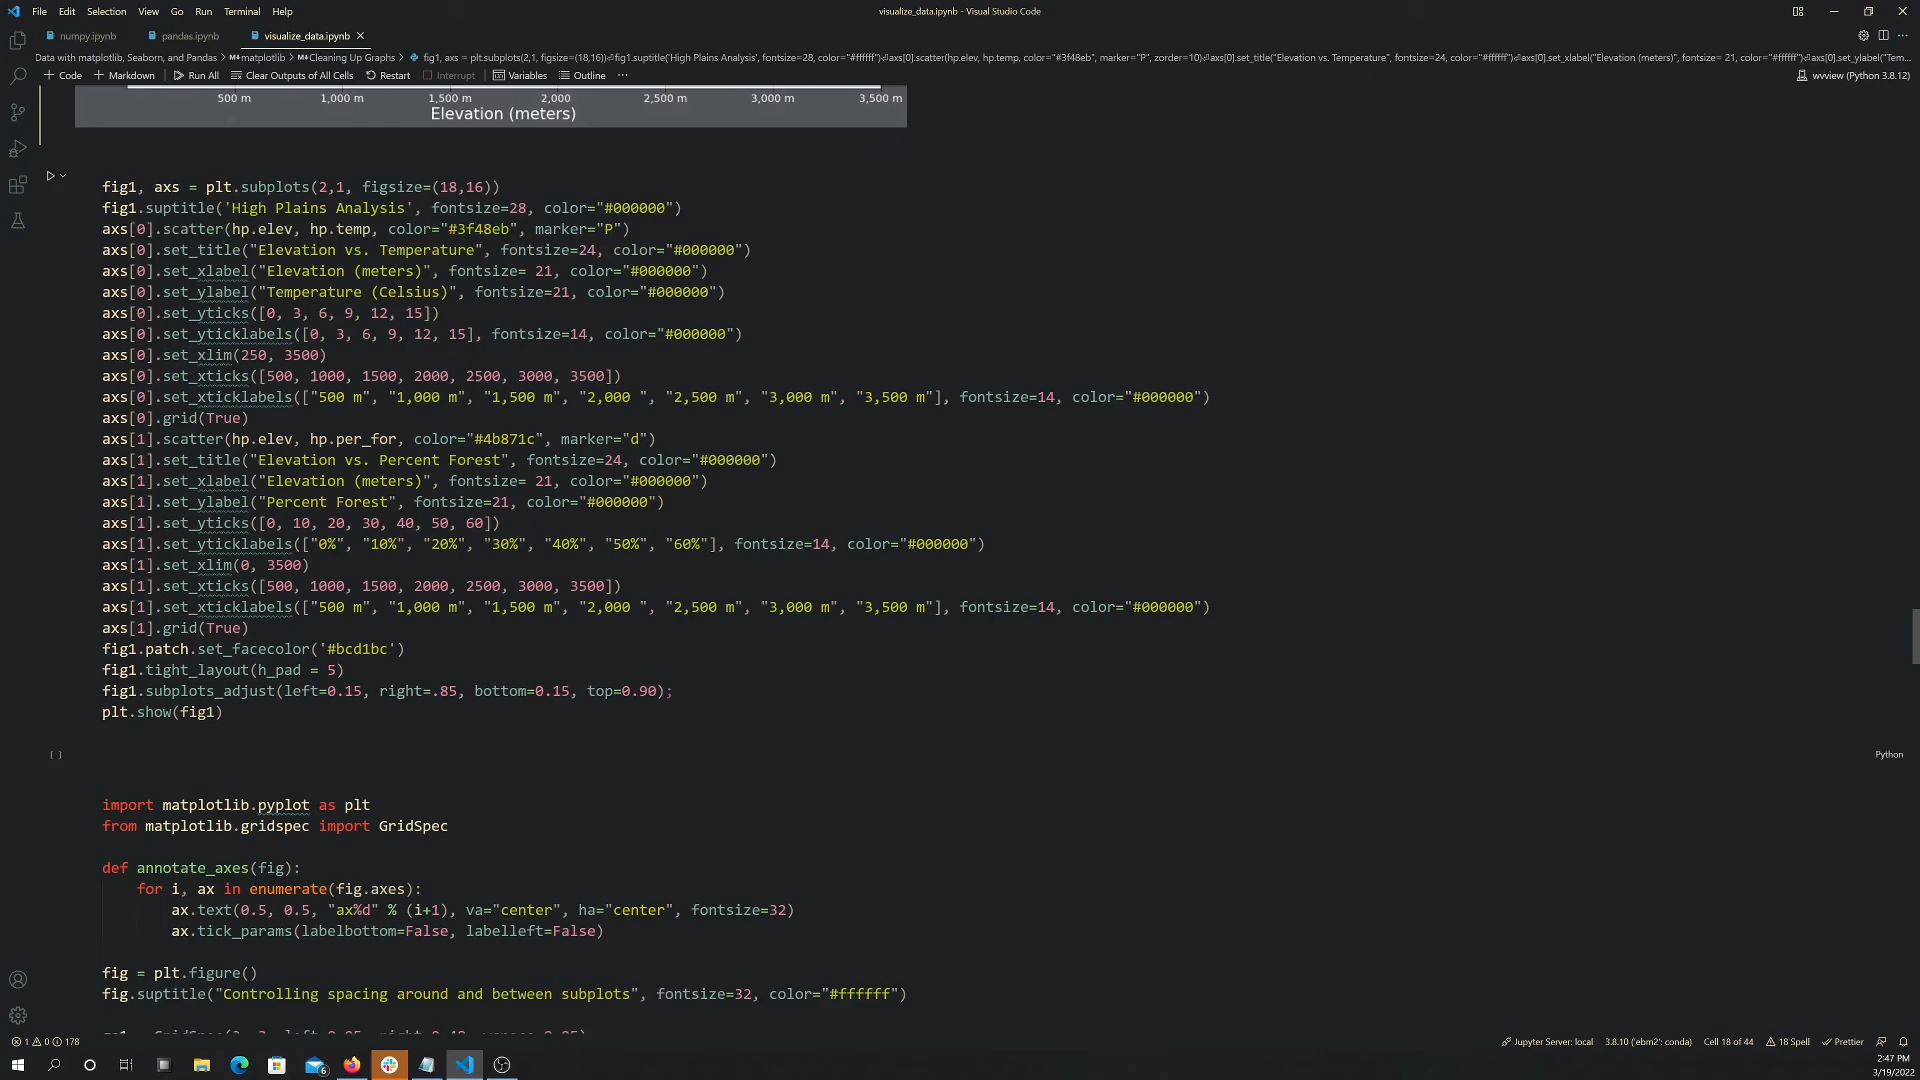 File Edit Selection View Go Run Terminal Help
visualize_data.ipynb - Visual Studio Code
numpy.ipynb pandas.ipynb visualize_data.ipynb
Data with matplotlib, Seaborn, and Pandas > M↓matplotlib > M↓Cleaning Up Graphs > fig1, axs = plt.subplots(2,1, figsize=(18,16))⏎fig1.suptitle('High Plains Analysis', fontsize=28, color="#ffffff")⏎axs[0].scatter(hp.elev, hp.temp, color="#3f48eb", marker="P", zorder=10)⏎axs[0].set_title("Elevation vs. Temperature", fontsize=24, color="#ffffff")⏎axs[0].set_xlabel("Elevation (meters)", fontsize= 21, color="#ffffff")⏎axs[0].set_ylabel("Tem...
+ Code + Markdown Run All Clear Outputs of All Cells Restart Interrupt Variables Outline ...
wvview (Python 3.8.12)
500 m 1,000 m 1,500 m 2,000 2,500 m 3,000 m 3,500 m
Elevation (meters)
fig1, axs = plt.subplots(2,1, figsize=(18,16))
fig1.suptitle('High Plains Analysis', fontsize=28, color="#000000")
axs[0].scatter(hp.elev, hp.temp, color="#3f48eb", marker="P")
axs[0].set_title("Elevation vs. Temperature", fontsize=24, color="#000000")
axs[0].set_xlabel("Elevation (meters)", fontsize= 21, color="#000000")
axs[0].set_ylabel("Temperature (Celsius)", fontsize=21, color="#000000")
axs[0].set_yticks([0, 3, 6, 9, 12, 15])
axs[0].set_yticklabels([0, 3, 6, 9, 12, 15], fontsize=14, color="#000000")
axs[0].set_xlim(250, 3500)
axs[0].set_xticks([500, 1000, 1500, 2000, 2500, 3000, 3500])
axs[0].set_xticklabels(["500 m", "1,000 m", "1,500 m", "2,000 ", "2,500 m", "3,000 m", "3,500 m"], fontsize=14, color="#000000")
axs[0].grid(True)
axs[1].scatter(hp.elev, hp.per_for, color="#4b871c", marker="d")
axs[1].set_title("Elevation vs. Percent Forest", fontsize=24, color="#000000")
axs[1].set_xlabel("Elevation (meters)", fontsize= 21, color="#000000")
axs[1].set_ylabel("Percent Forest", fontsize=21, color="#000000")
axs[1].set_yticks([0, 10, 20, 30, 40, 50, 60])
axs[1].set_yticklabels(["0%", "10%", "20%", "30%", "40%", "50%", "60%"], fontsize=14, color="#000000")
axs[1].set_xlim(0, 3500)
axs[1].set_xticks([500, 1000, 1500, 2000, 2500, 3000, 3500])
axs[1].set_xticklabels(["500 m", "1,000 m", "1,500 m", "2,000 ", "2,500 m", "3,000 m", "3,500 m"], fontsize=14, color="#000000")
axs[1].grid(True)
fig1.patch.set_facecolor('#bcd1bc')
fig1.tight_layout(h_pad = 5)
fig1.subplots_adjust(left=0.15, right=.85, bottom=0.15, top=0.90);
plt.show(fig1)
[ ]
Python
import matplotlib.pyplot as plt
from matplotlib.gridspec import GridSpec
def annotate_axes(fig):
for i, ax in enumerate(fig.axes):
ax.text(0.5, 0.5, "ax%d" % (i+1), va="center", ha="center", fontsize=32)
ax.tick_params(labelbottom=False, labelleft=False)
fig = plt.figure()
fig.suptitle("Controlling spacing around and between subplots", fontsize=32, color="#ffffff")
1 0 178
Jupyter Server: local 3.8.10 ('ebm2': conda) Cell 18 of 44 18 Spell Prettier
6
2:47 PM
3/19/2022